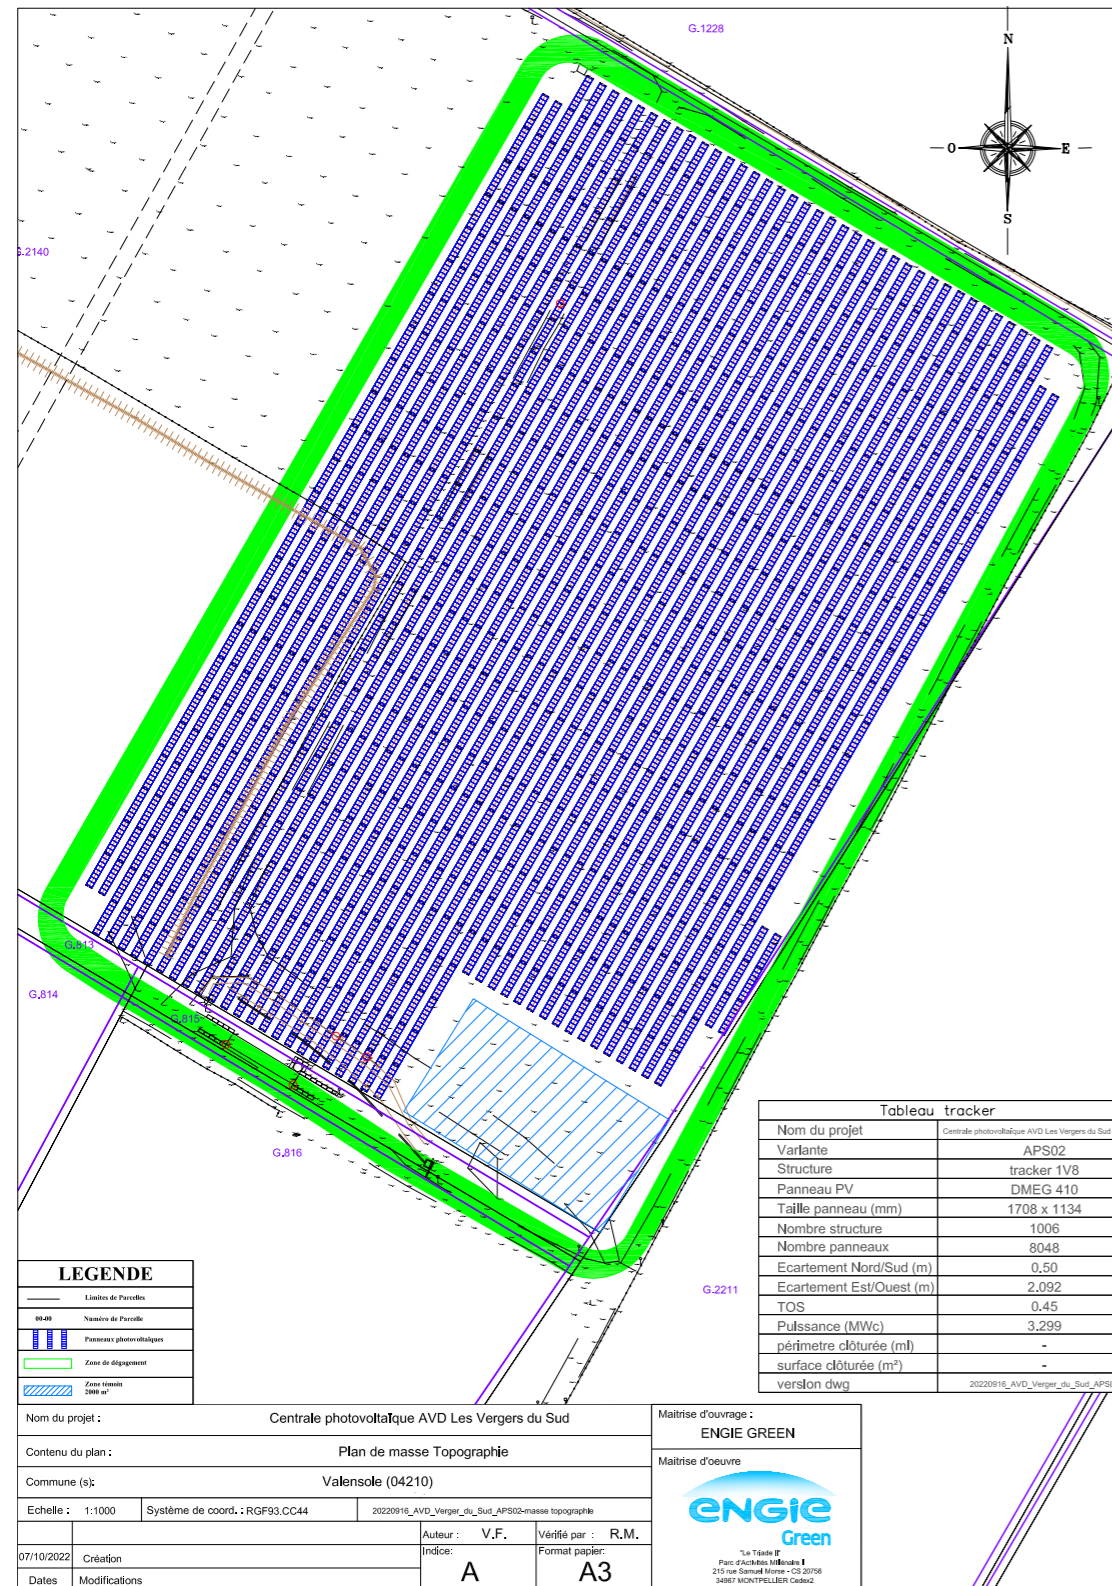 G.1228
N
O
E
S
G.2140
G.813
G.814
G.815
G.816
G.2211
Tableau tracker
Nom du projet Centrale photovoltaïque AVD Les Vergers du Sud
Variante APS02
Structure tracker 1V8
Panneau PV DMEG 410
Taille panneau (mm) 1708 x 1134
Nombre structure 1006
Nombre panneaux 8048
Ecartement Nord/Sud (m) 0.50
Ecartement Est/Ouest (m) 2.092
TOS 0.45
Puissance (MWc) 3.299
périmetre clôturée (ml) -
surface clôturée (m²) -
version dwg 20220916_AVD_Verger_du_Sud_APS
LEGENDE
Limites de Parcelles
00-00 Numéro de Parcelle
Panneaux photovoltaïques
Zone de dégagement
Zone témoin
2000 m²
Nom du projet : Centrale photovoltaïque AVD Les Vergers du Sud
Contenu du plan : Plan de masse Topographie
Commune (s): Valensole (04210)
Echelle : 1:1000 Système de coord. : RGF93.CC44 20220916_AVD_Verger_du_Sud_APS02-masse topographie
Auteur : V.F. Vérifié par : R.M.
07/10/2022 Création
Indice: A
Format papier: A3
Dates Modifications
Maitrise d'ouvrage :
ENGIE GREEN
Maitrise d'oeuvre
ENGIE
Green
"Le Triade II"
Parc d'Activités Millénaire II
215 rue Samuel Morse - CS 20756
34967 MONTPELLIER Cedex2